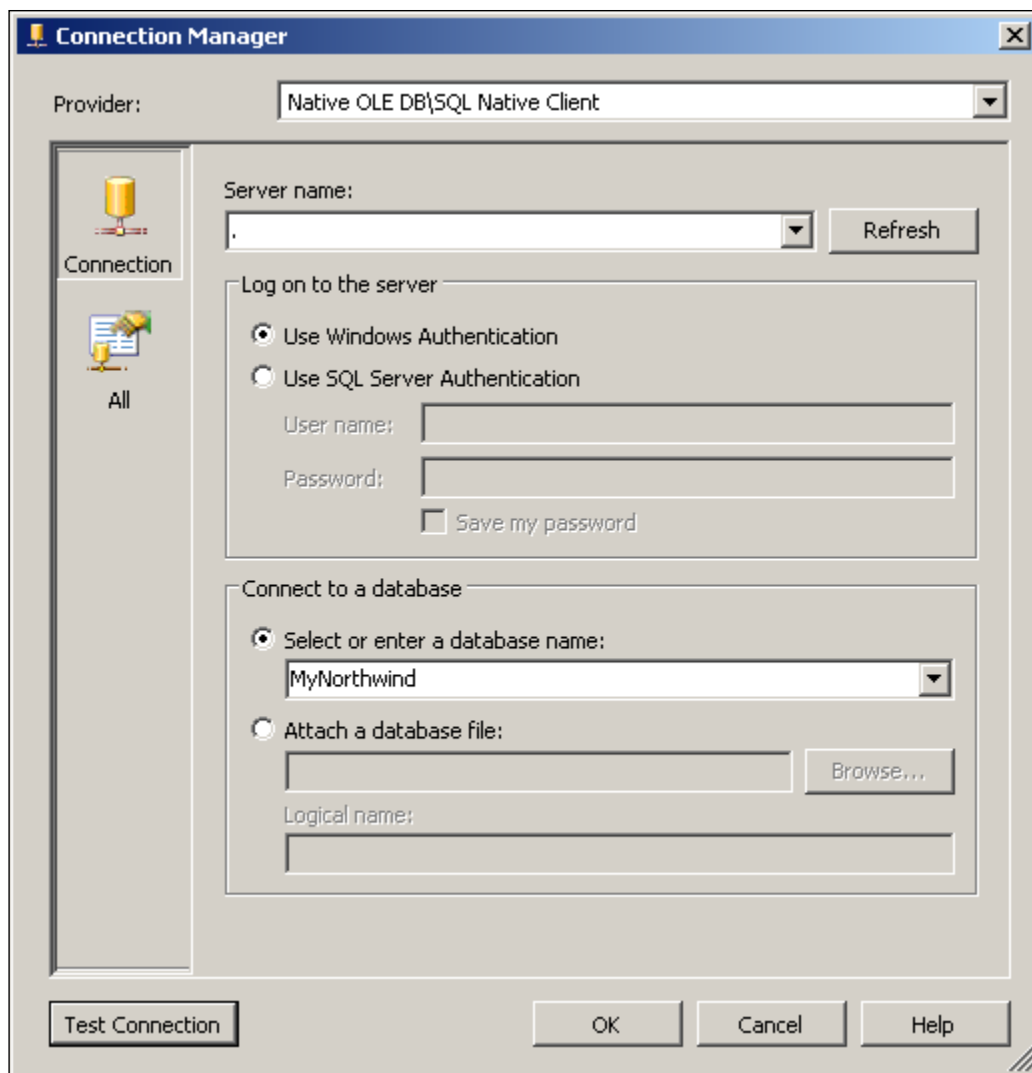 Connection Manager
Provider:
Native OLE DB\SQL Native Client
Connection
All
Server name:
.
Refresh
Log on to the server
Use Windows Authentication
Use SQL Server Authentication
User name:
Password:
Save my password
Connect to a database
Select or enter a database name:
MyNorthwind
Attach a database file:
Browse...
Logical name:
Test Connection
OK
Cancel
Help